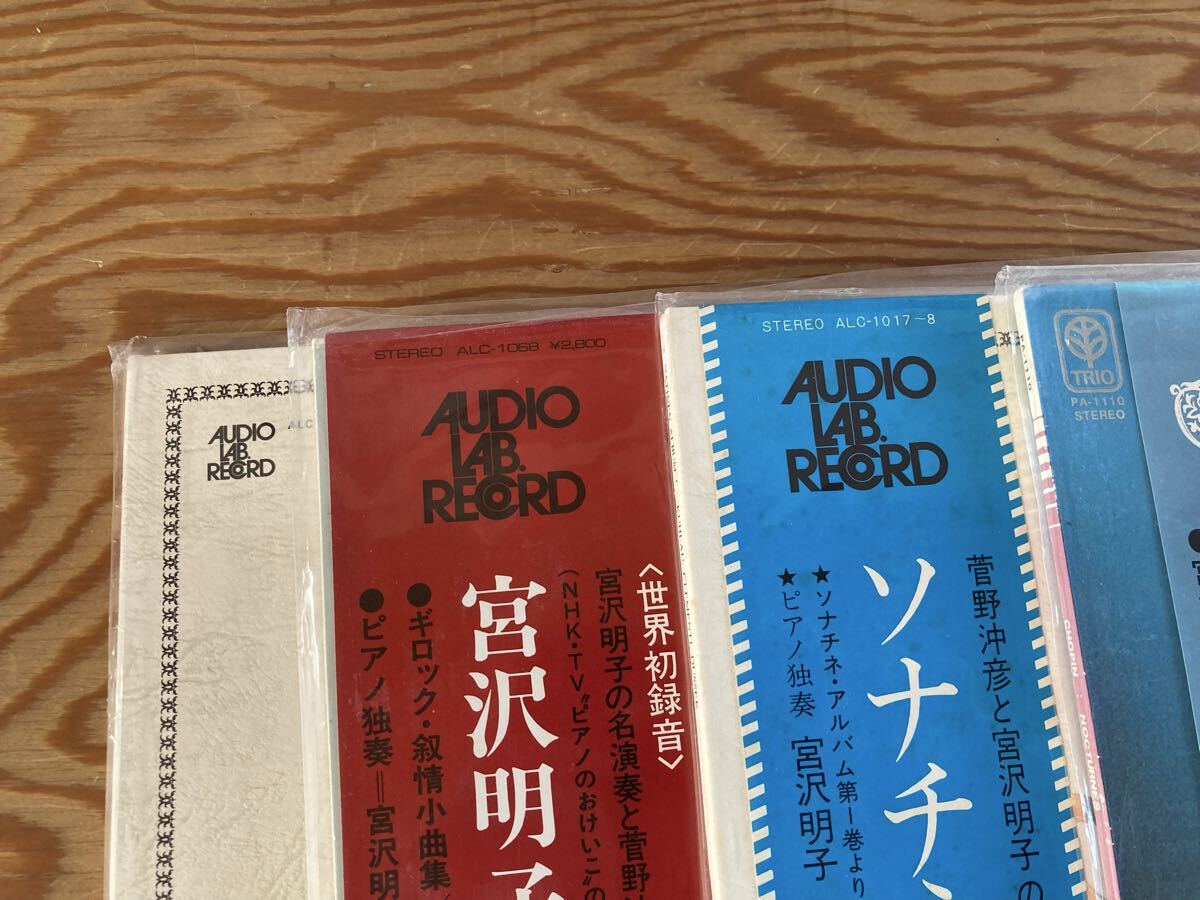 AUDIO
LAB.
RECORD
ALC
STEREO ALC-1068 ¥2,800
AUDIO
LAB.
RECORD
〈世界初録音〉
宮沢明子の名演奏と菅野
(NHK・TV〝ピアノのおけいこ〟の
宮沢明子
●ギロック・叙情小曲集
●ピアノ独奏＝宮沢明
STEREO ALC-1017~8
AUDIO
LAB.
RECORD
菅野沖彦と宮沢明子の
ソナチ
★ソナチネ・アルバム第1巻より
★ピアノ独奏 宮沢明子
TRIO
PA-1110
STEREO
CHOPIN
NOCTURNES